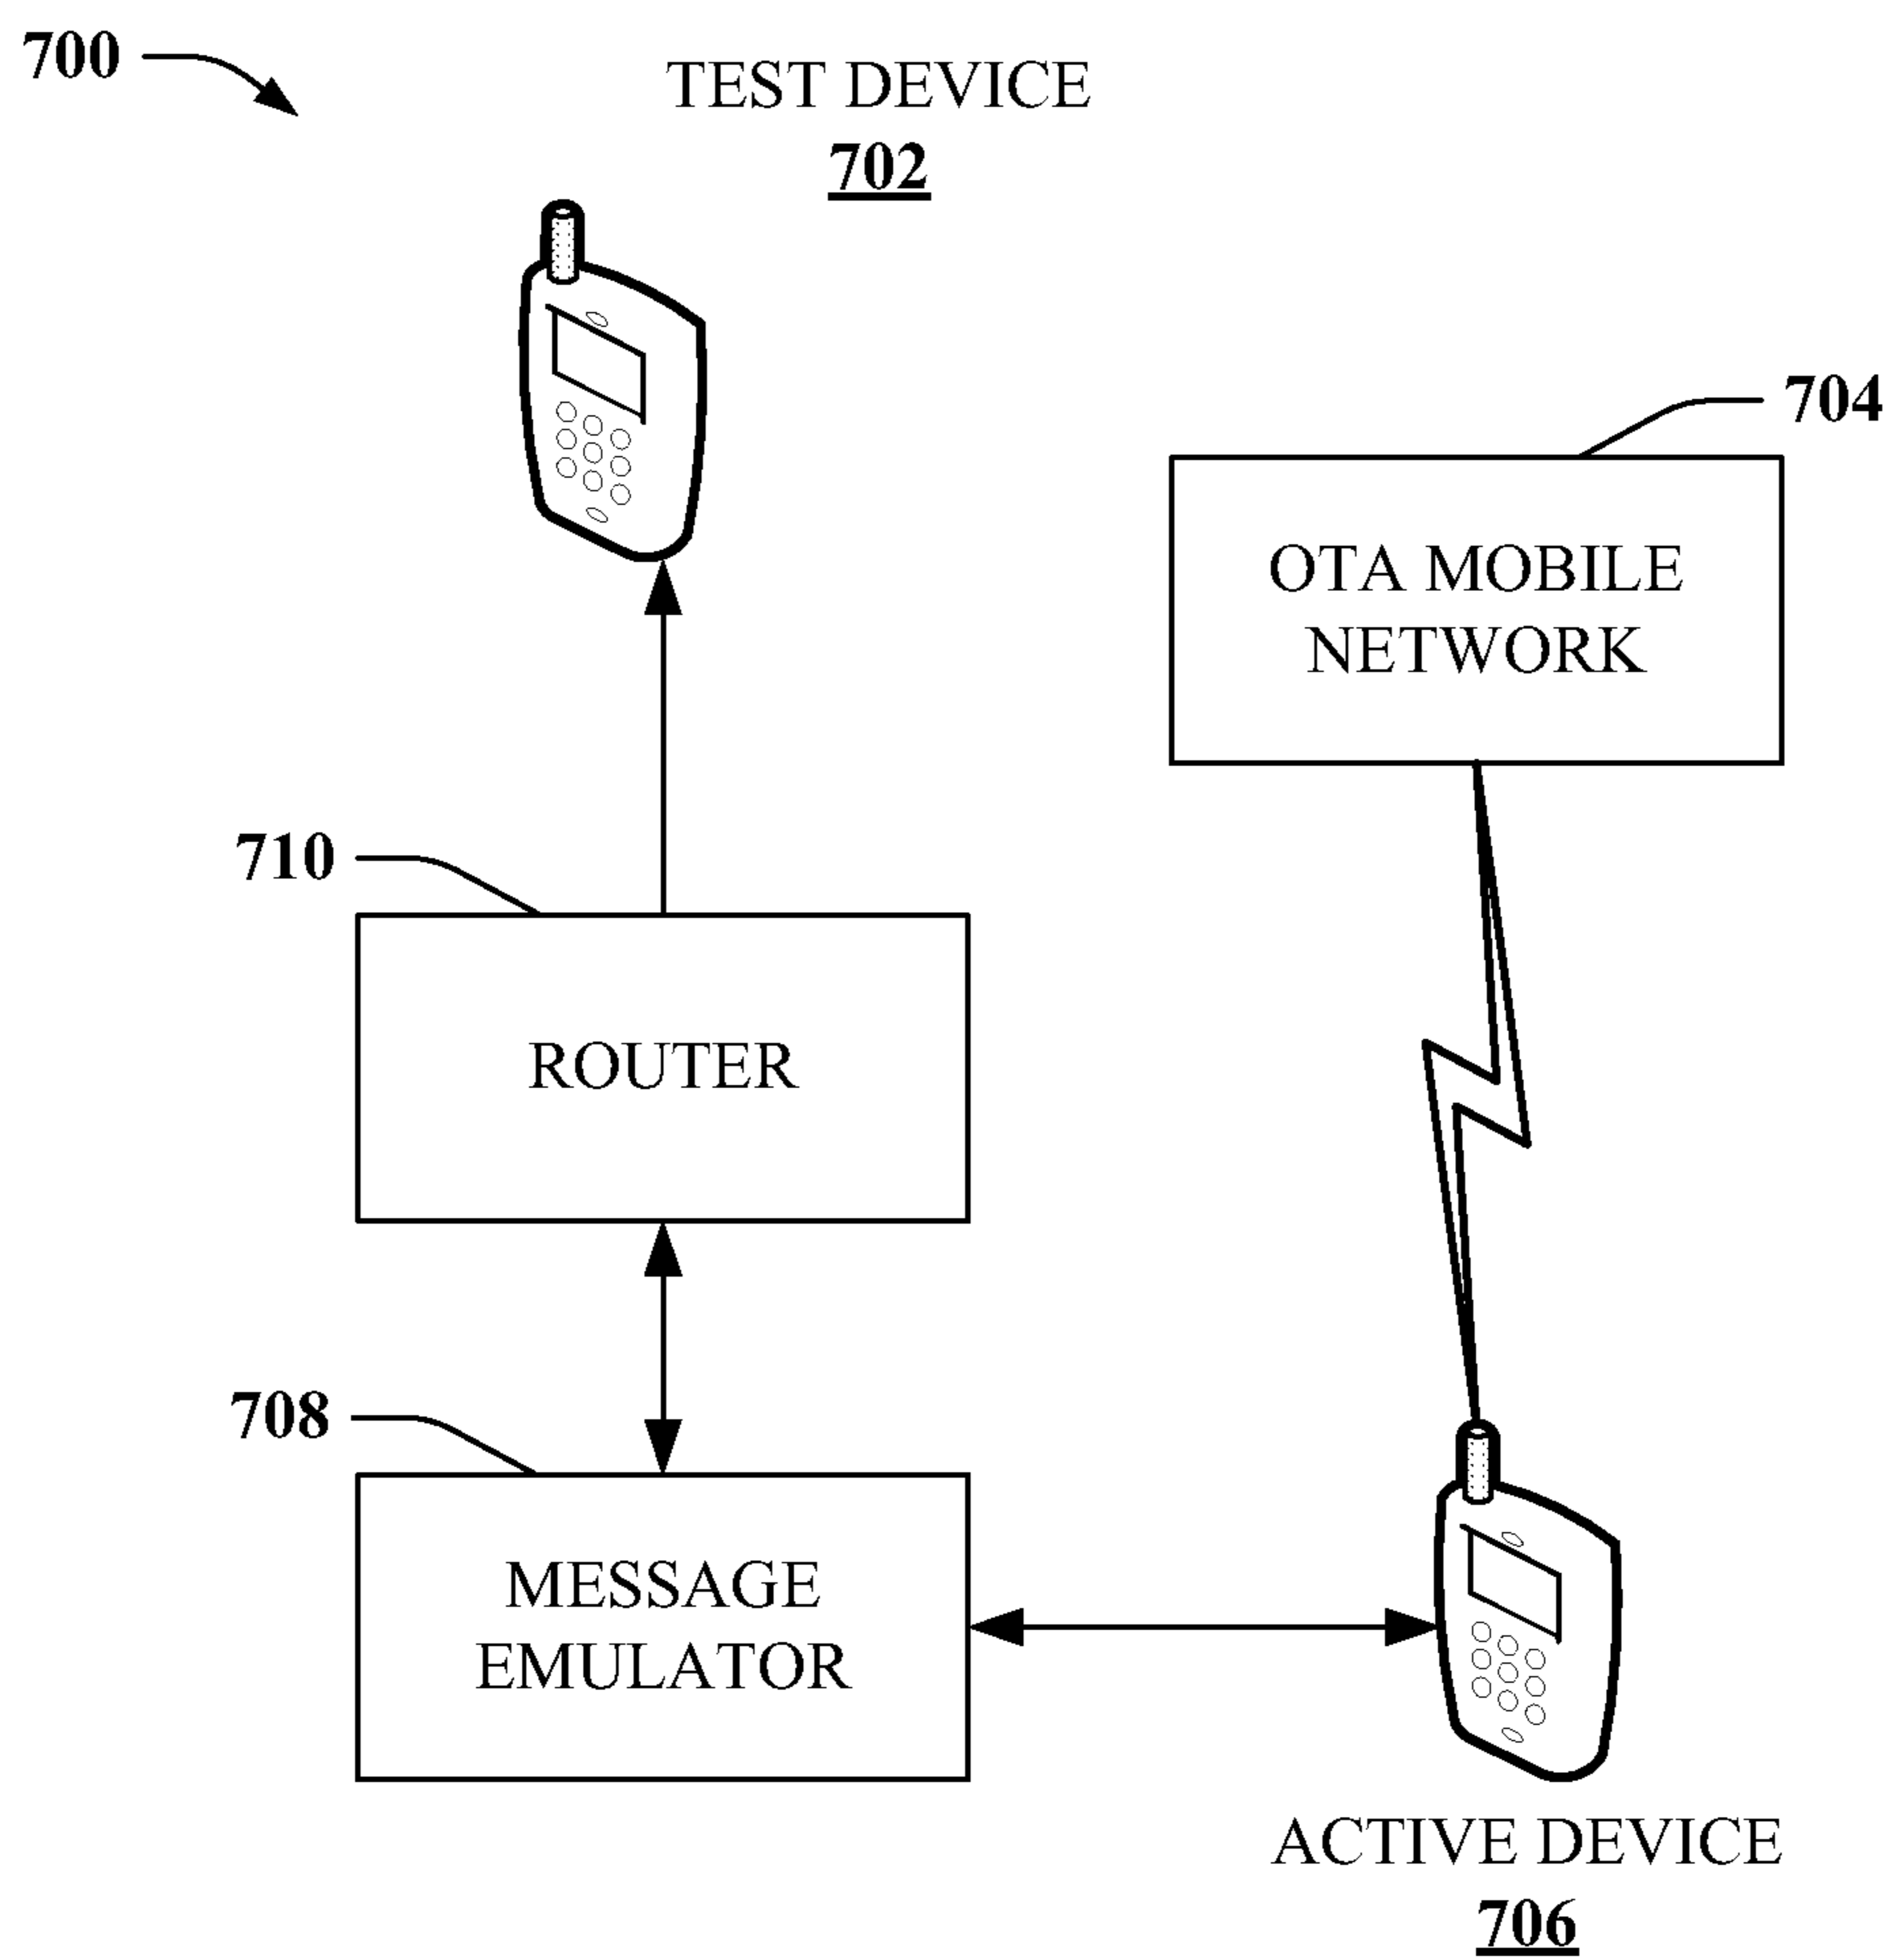 700
TEST DEVICE
702
704
OTA MOBILE
NETWORK
710
ROUTER
708
MESSAGE
EMULATOR
ACTIVE DEVICE
706